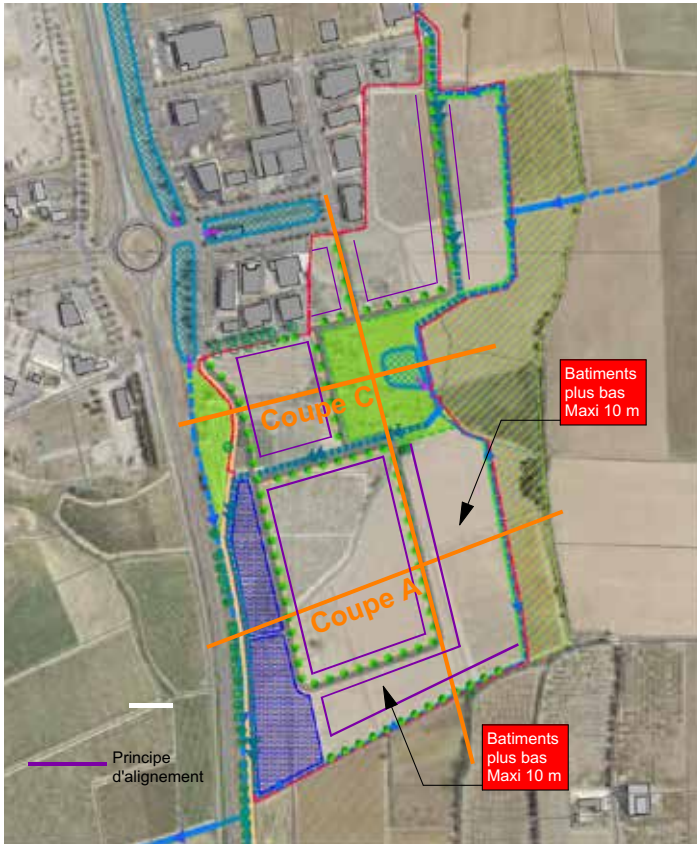 Batiments
plus bas
Maxi 10 m
Coupe C
Coupe A
Principe
d'alignement
Batiments
plus bas
Maxi 10 m